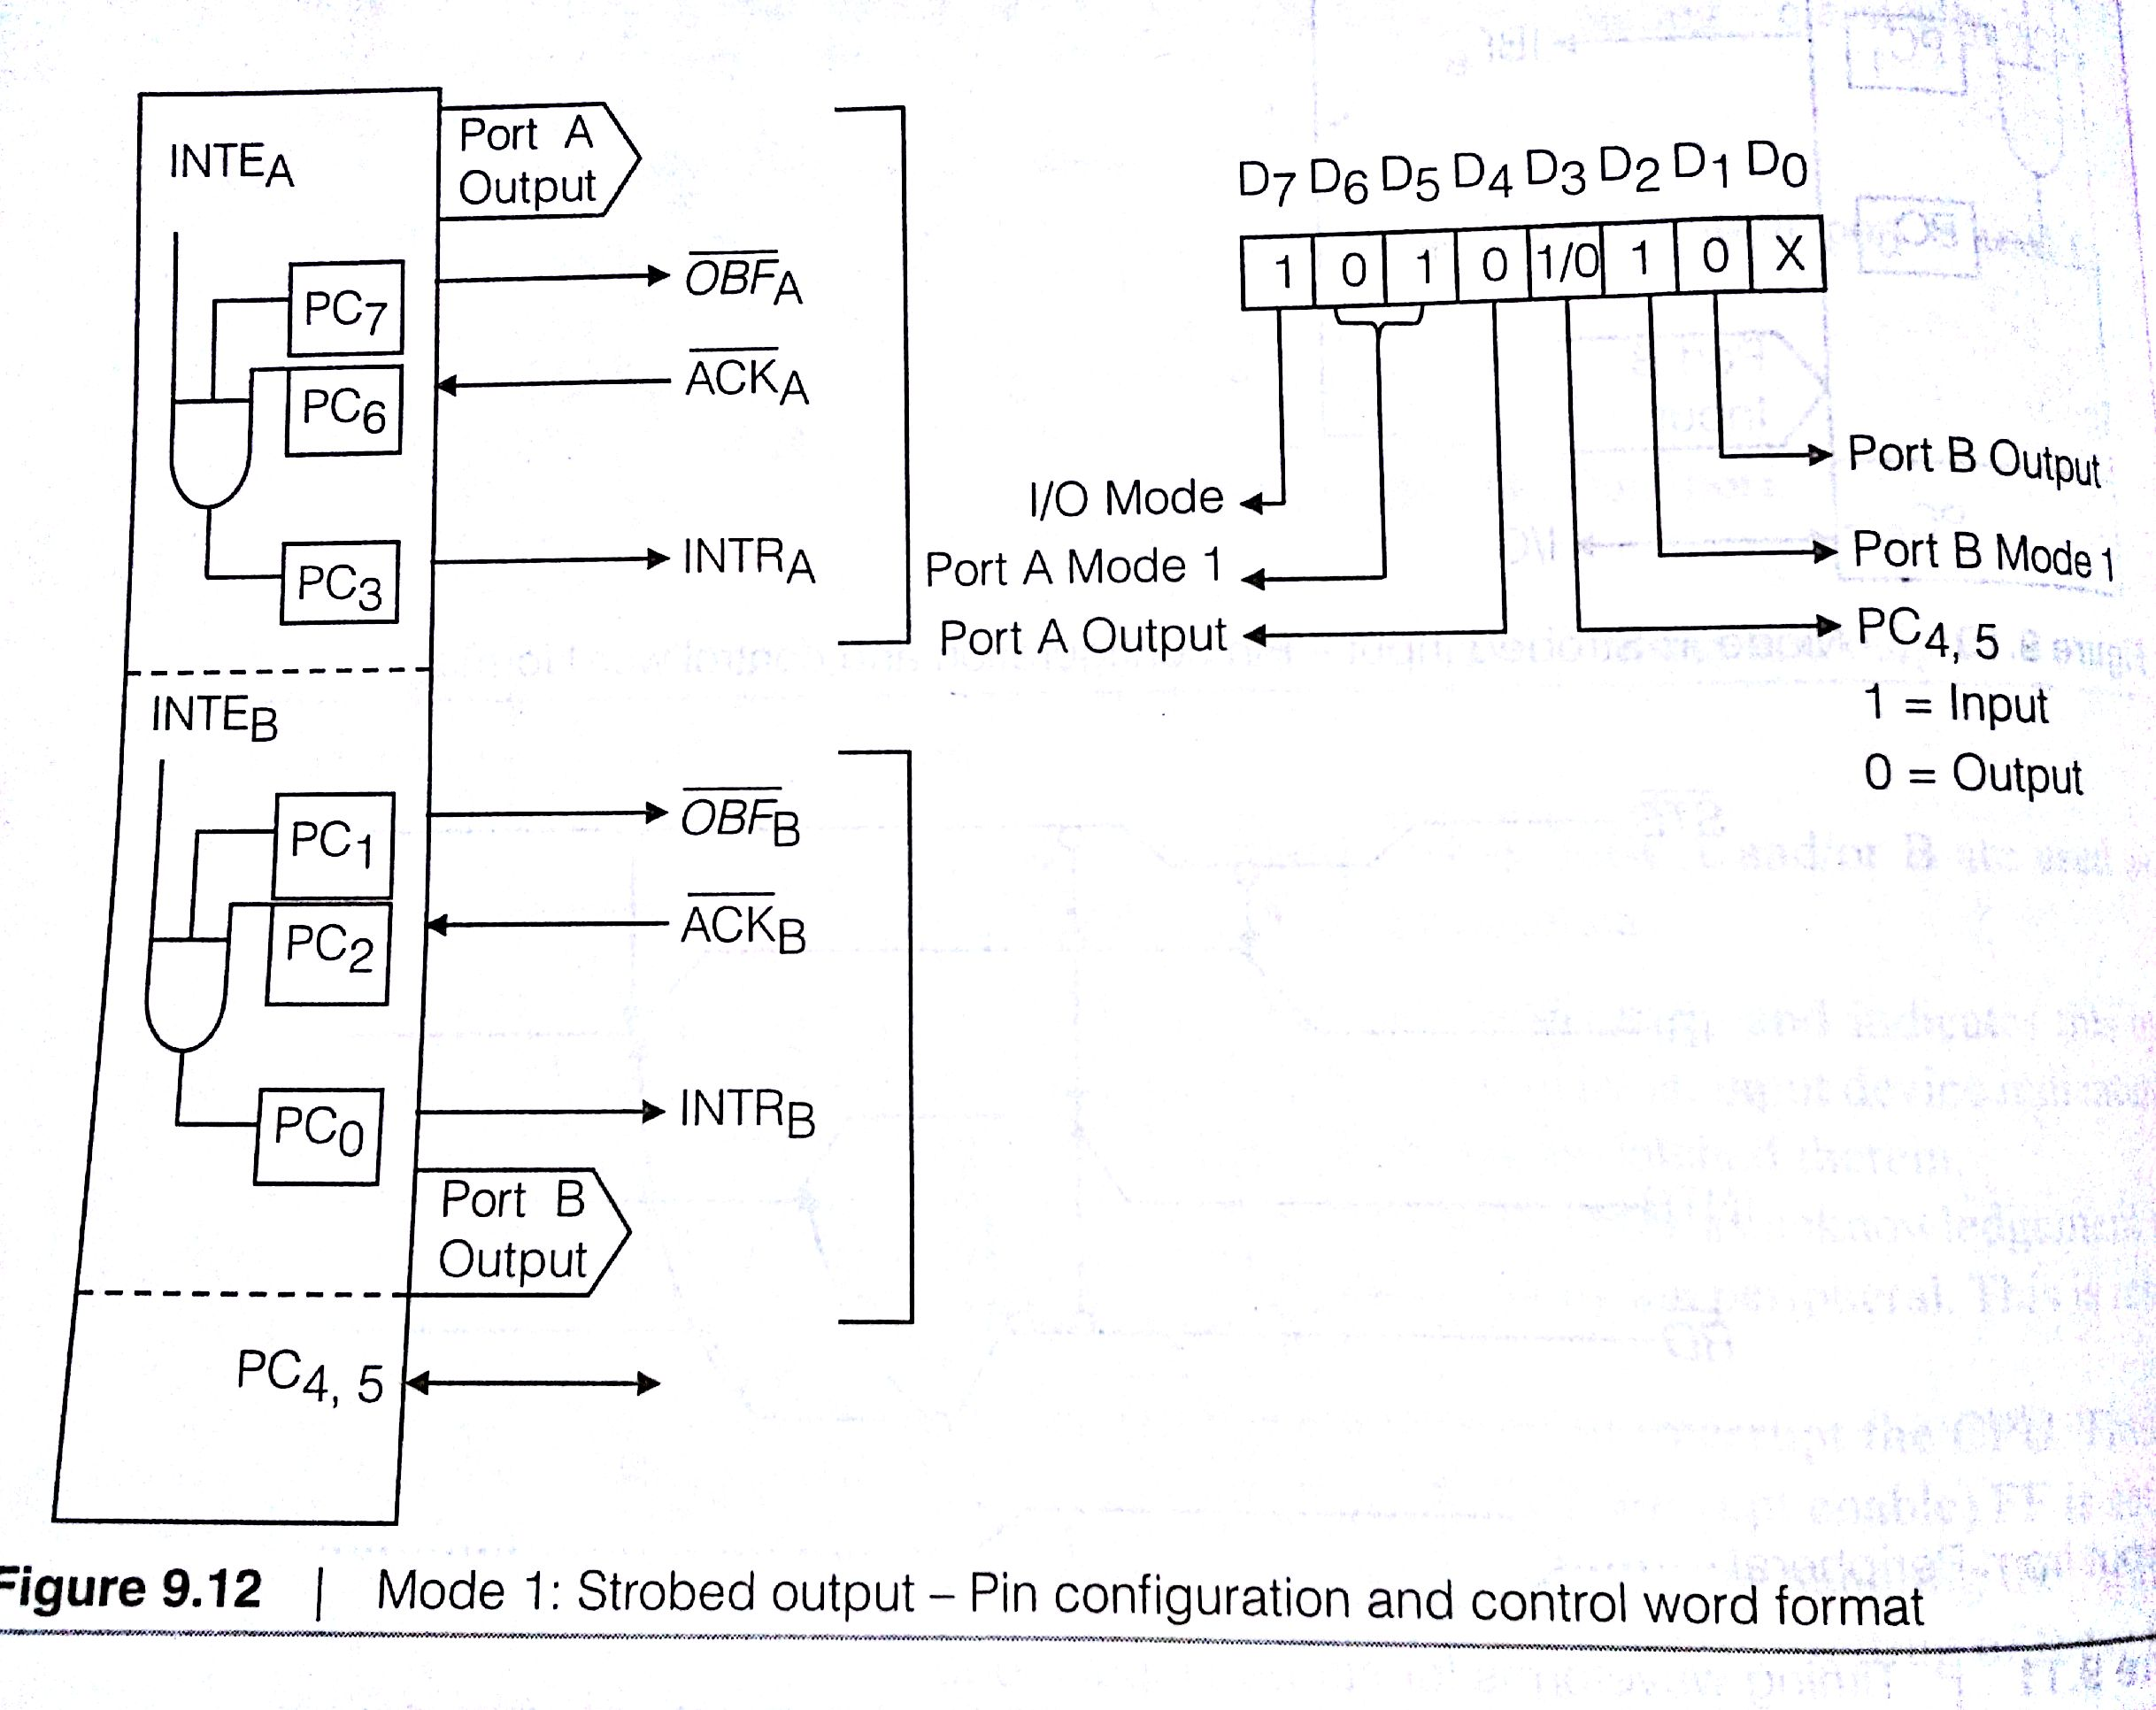 INTEA
Port A
Output
PC7
OBFA
PC6
ACKA
PC3
INTRA
INTEB
PC1
OBFB
PC2
ACKB
PC0
INTRB
Port B
Output
PC4, 5
D7 D6 D5 D4 D3 D2 D1 D0
1 0 1 0 1/0 1 0 X
I/O Mode
Port A Mode 1
Port A Output
Port B Output
Port B Mode 1
PC4, 5
1 = Input
0 = Output
Figure 9.12 | Mode 1: Strobed output – Pin configuration and control word format